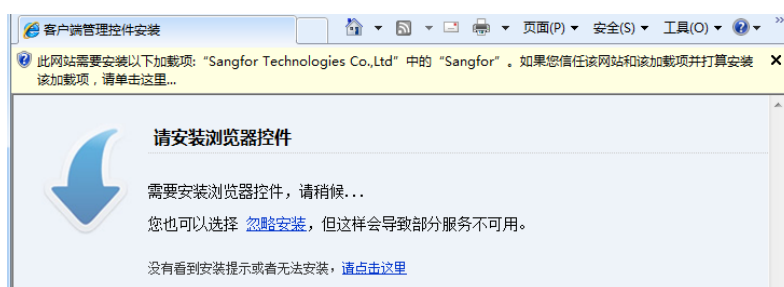 客户端管理控件安装
页面(P) 安全(S) 工具(O)
此网站需要安装以下加载项: “Sangfor Technologies Co.,Ltd”中的“Sangfor”。如果您信任该网站和该加载项并打算安装
该加载项，请单击这里...
请安装浏览器控件
需要安装浏览器控件，请稍候...
您也可以选择 忽略安装，但这样会导致部分服务不可用。
没有看到安装提示或者无法安装，请点击这里